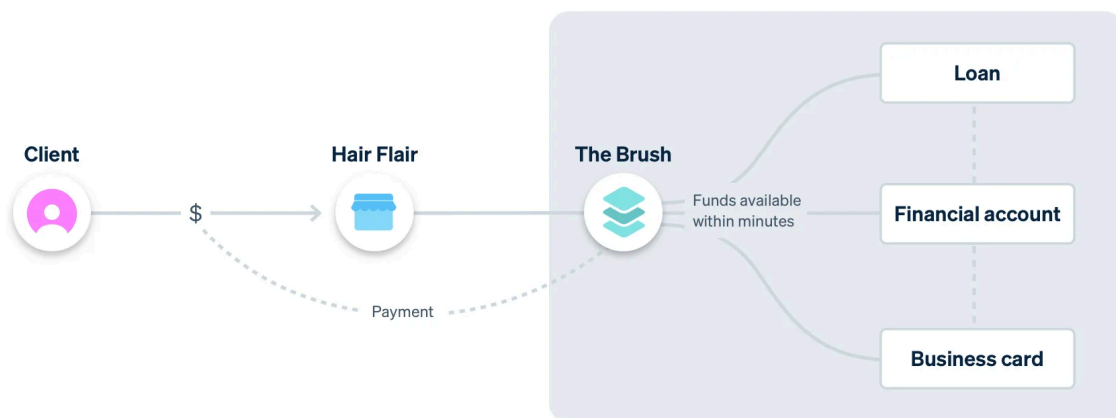 Client
Hair Flair
The Brush
$
Payment
Funds available
within minutes
Loan
Financial account
Business card